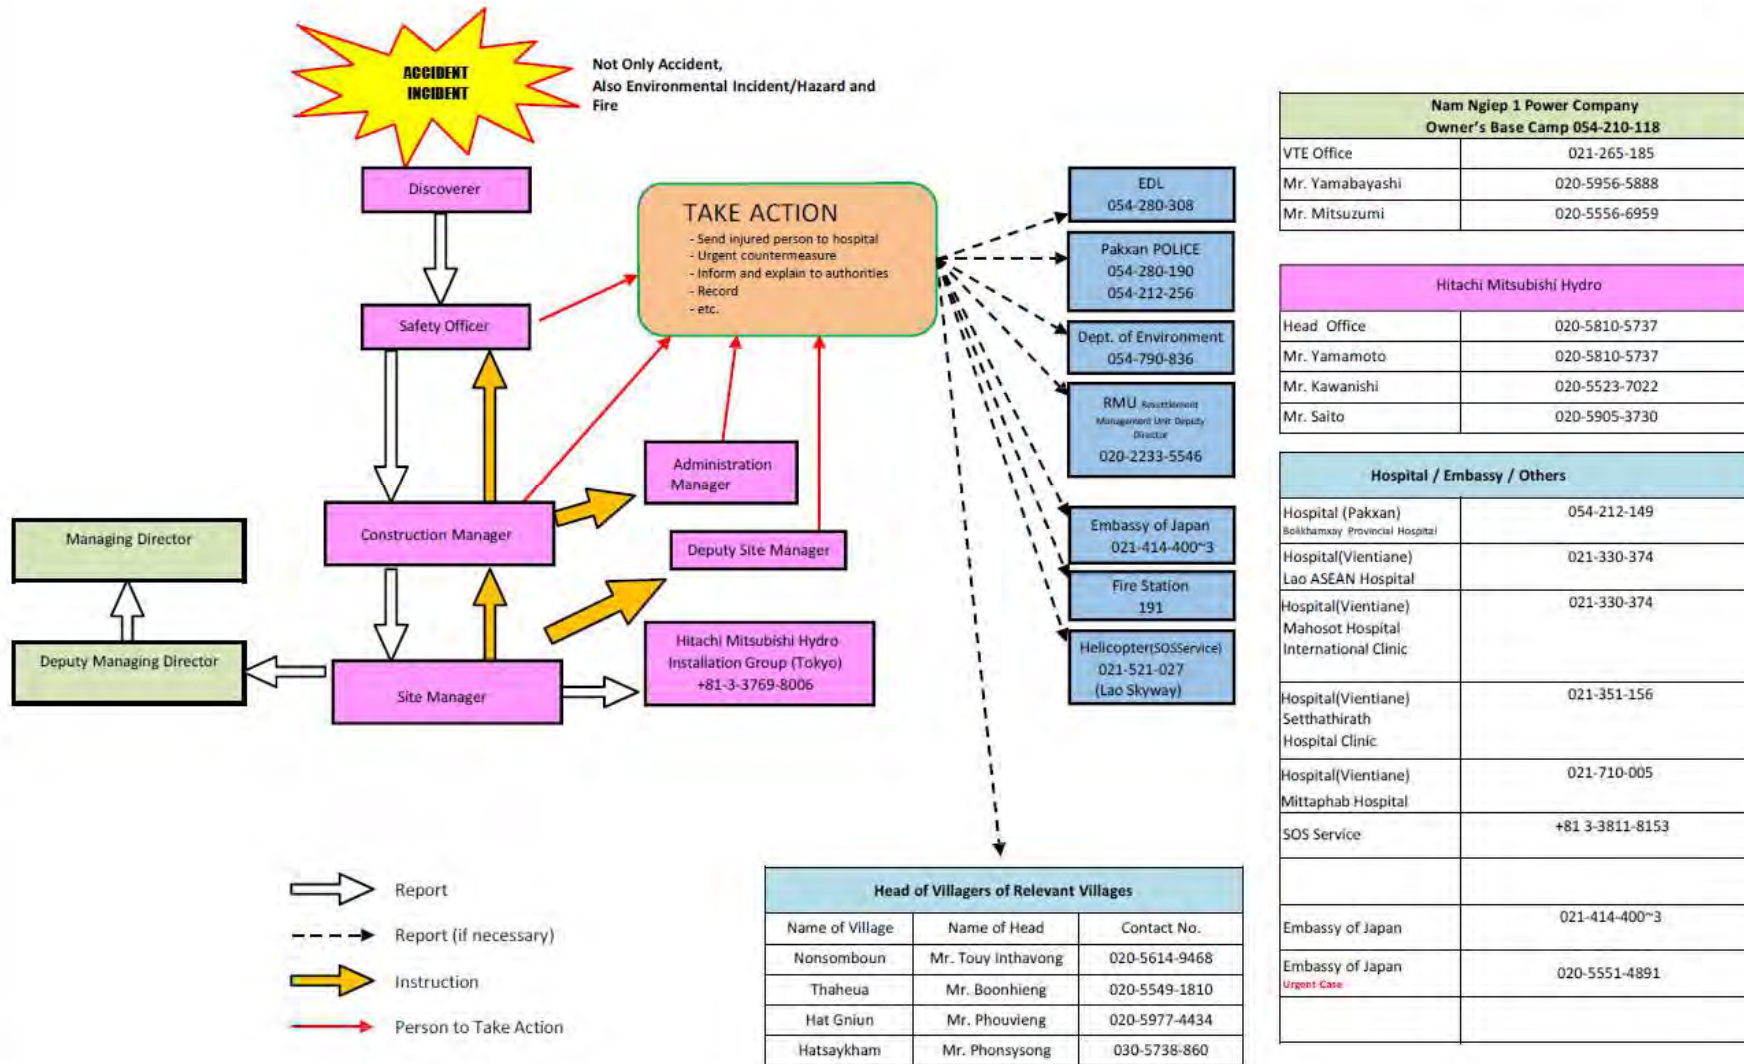 ACCIDENT
INCIDENT
Not Only Accident,
Also Environmental Incident/Hazard and
Fire
Discoverer
Safety Officer
Construction Manager
Site Manager
Managing Director
Deputy Managing Director
TAKE ACTION
- Send injured person to hospital
- Urgent countermeasure
- Inform and explain to authorities
- Record
- etc.
Administration
Manager
Deputy Site Manager
Hitachi Mitsubishi Hydro
Installation Group (Tokyo)
+81-3-3769-8006
EDL
054-280-308
Pakxan POLICE
054-280-190
054-212-256
Dept. of Environment
054-790-836
RMU Resettlement
Management Unit Deputy
Director
020-2233-5546
Embassy of Japan
021-414-400~3
Fire Station
191
Helicopter(SOSService)
021-521-027
(Lao Skyway)
Nam Ngiep 1 Power Company
Owner's Base Camp 054-210-118
VTE Office 021-265-185
Mr. Yamabayashi 020-5956-5888
Mr. Mitsuzumi 020-5556-6959
Hitachi Mitsubishi Hydro
Head Office 020-5810-5737
Mr. Yamamoto 020-5810-5737
Mr. Kawanishi 020-5523-7022
Mr. Saito 020-5905-3730
Hospital / Embassy / Others
Hospital (Pakxan) 054-212-149
Bolikhamxay Provincial Hospital
Hospital(Vientiane) 021-330-374
Lao ASEAN Hospital
Hospital(Vientiane) 021-330-374
Mahosot Hospital
International Clinic
Hospital(Vientiane) 021-351-156
Setthathirath
Hospital Clinic
Hospital(Vientiane) 021-710-005
Mittaphab Hospital
SOS Service +81 3-3811-8153
Embassy of Japan 021-414-400~3
Embassy of Japan 020-5551-4891
Urgent Case
Report
Report (if necessary)
Instruction
Person to Take Action
Head of Villagers of Relevant Villages
Name of Village Name of Head Contact No.
Nonsomboun Mr. Touy Inthavong 020-5614-9468
Thaheua Mr. Boonhieng 020-5549-1810
Hat Gniun Mr. Phouvieng 020-5977-4434
Hatsaykham Mr. Phonsysong 030-5738-860